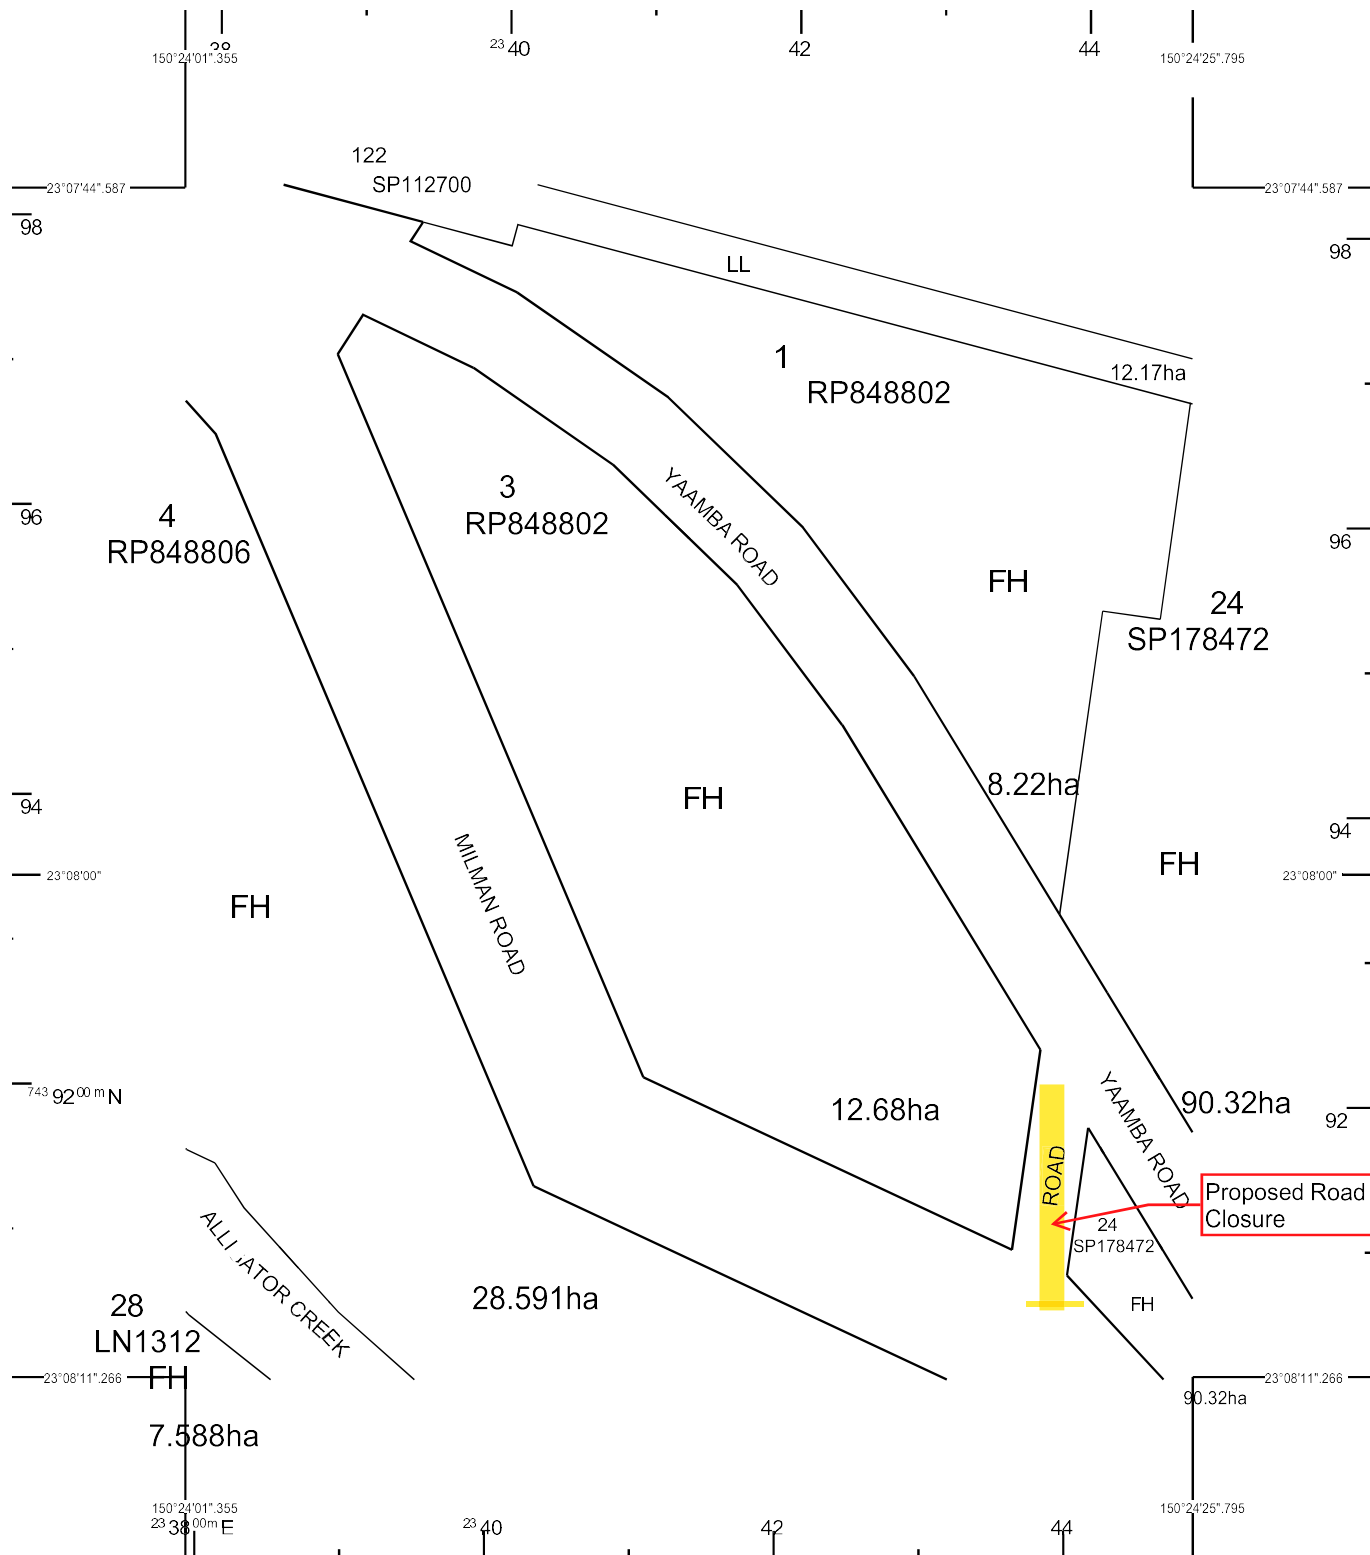 38
23 40
42
44
150°24'01".355
150°24'25".795
122
SP112700
23°07'44".587
23°07'44".587
98
98
LL
1
RP848802
12.17ha
3
RP848802
YAAMBA ROAD
4
RP848806
96
96
FH
24
SP178472
8.22ha
FH
94
94
FH
23°08'00"
23°08'00"
FH
MILMAN ROAD
743 92 00 m N
12.68ha
YAAMBA ROAD
90.32ha
92
ROAD
Proposed Road
Closure
24
SP178472
ALLIGATOR CREEK
28.591ha
FH
28
LN1312
FH
23°08'11".266
23°08'11".266
90.32ha
7.588ha
150°24'01".355
150°24'25".795
23 38 00m E
23 40
42
44